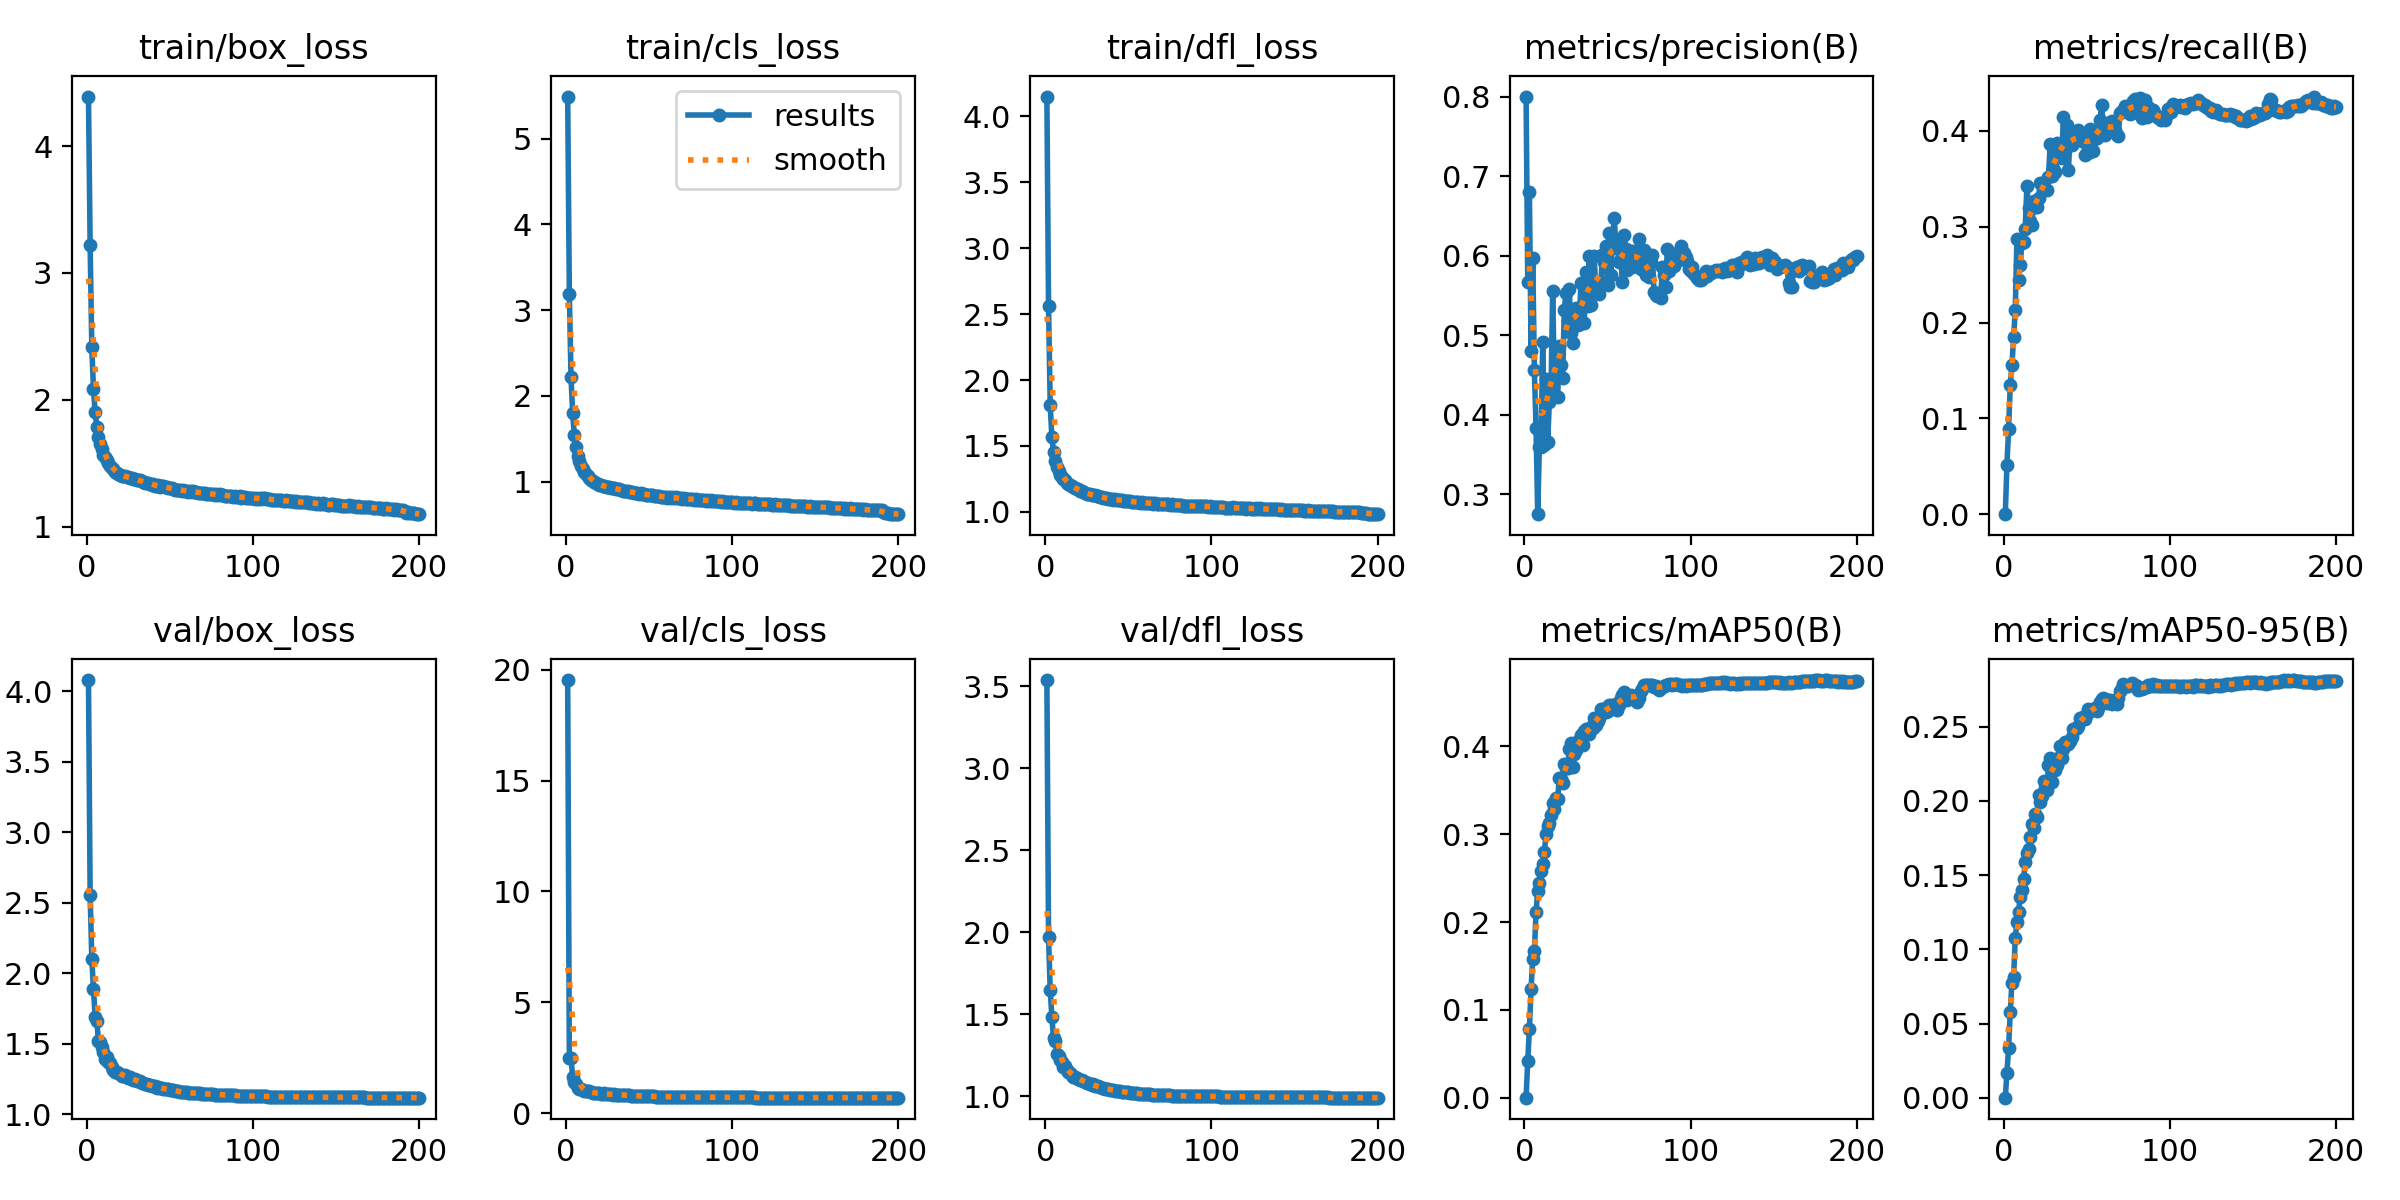 train/box_loss
train/cls_loss
train/dfl_loss
metrics/precision(B)
metrics/recall(B)
4
3
2
1
0 100 200
results
smooth
5
4
3
2
1
0 100 200
4.0
3.5
3.0
2.5
2.0
1.5
1.0
0 100 200
0.8
0.7
0.6
0.5
0.4
0.3
0 100 200
0.4
0.3
0.2
0.1
0.0
0 100 200
val/box_loss
val/cls_loss
val/dfl_loss
metrics/mAP50(B)
metrics/mAP50-95(B)
4.0
3.5
3.0
2.5
2.0
1.5
1.0
0 100 200
20
15
10
5
0
0 100 200
3.5
3.0
2.5
2.0
1.5
1.0
0 100 200
0.4
0.3
0.2
0.1
0.0
0 100 200
0.25
0.20
0.15
0.10
0.05
0.00
0 100 200